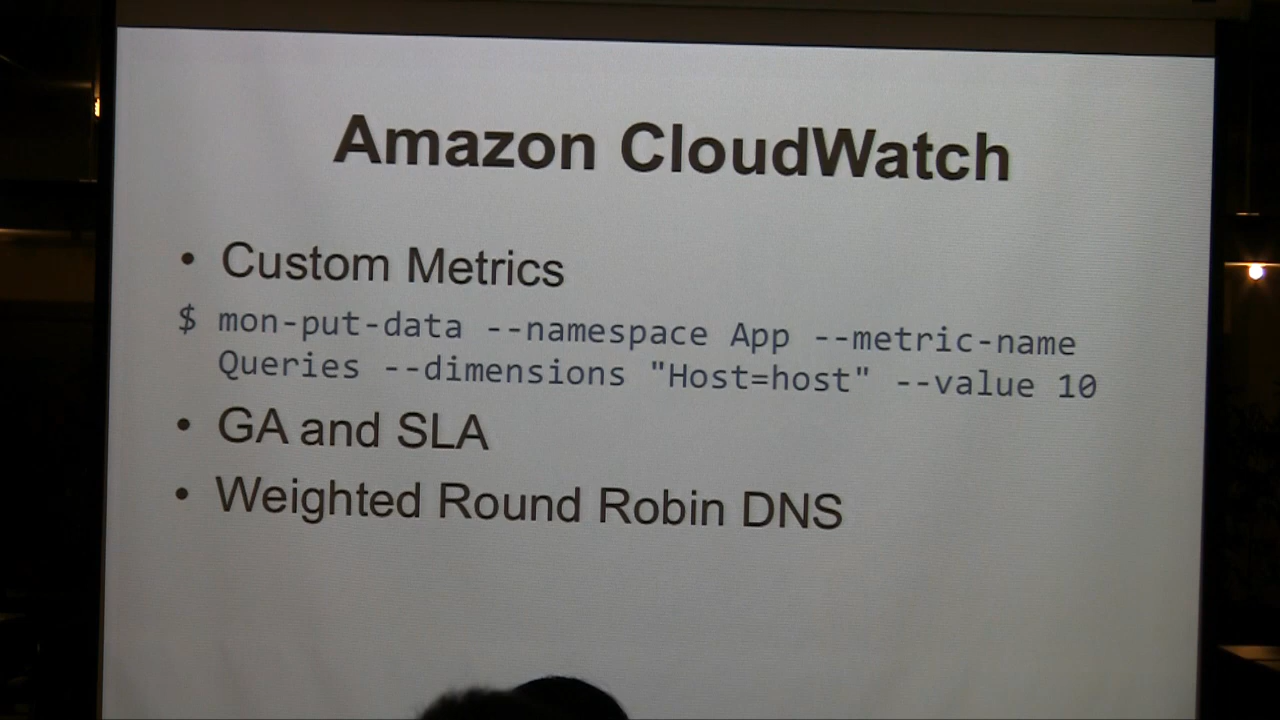 Amazon CloudWatch
• Custom Metrics
$ mon-put-data --namespace App --metric-name
Queries --dimensions "Host=host" --value 10
• GA and SLA
• Weighted Round Robin DNS